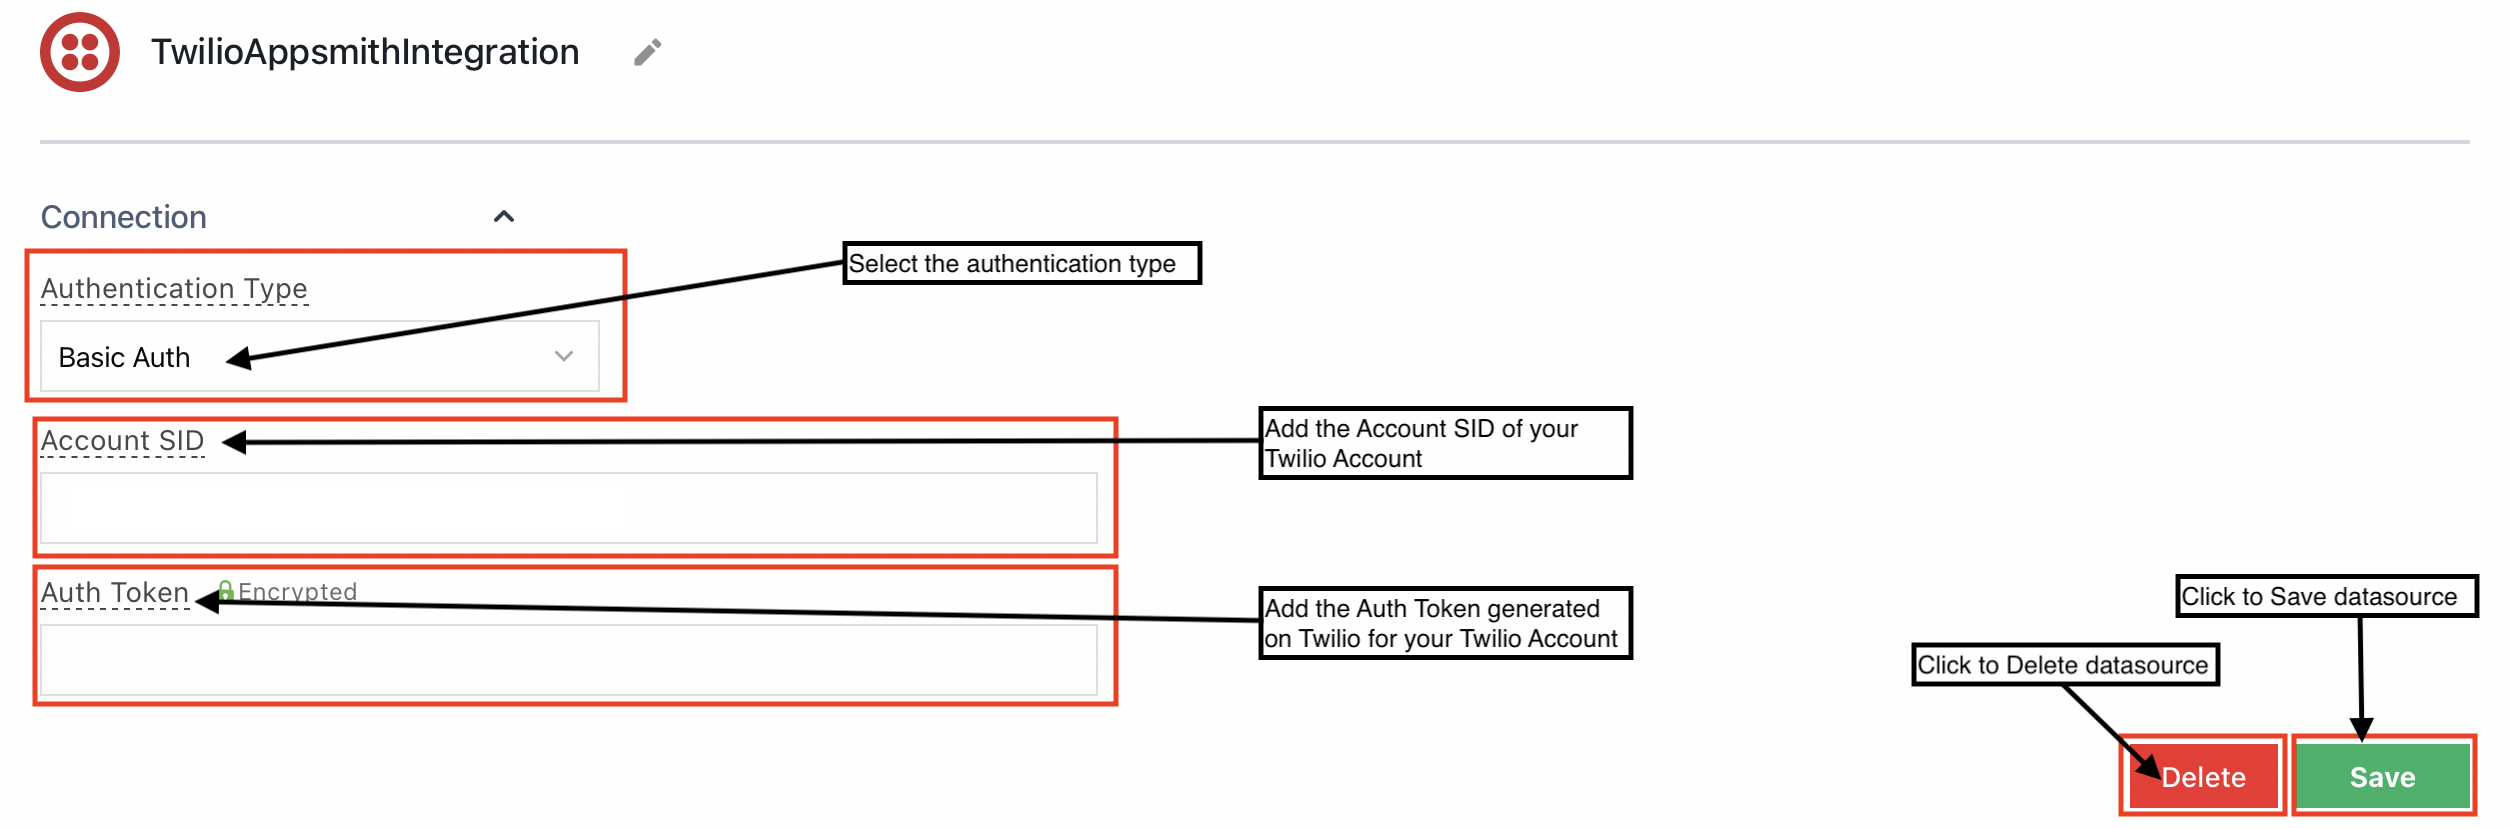 TwilioAppsmithIntegration
Connection
Select the authentication type
Authentication Type
Basic Auth
Account SID
Add the Account SID of your
Twilio Account
Auth Token
Encrypted
Add the Auth Token generated
on Twilio for your Twilio Account
Click to Save datasource
Click to Delete datasource
Delete
Save